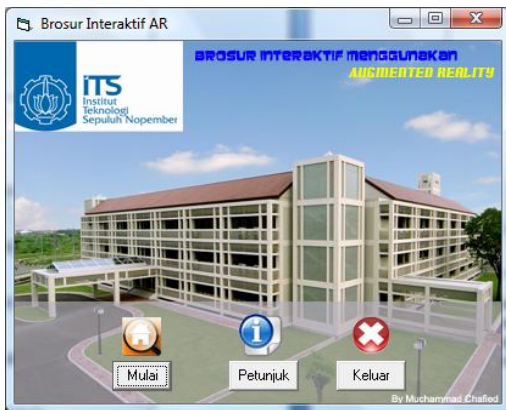 Brosur Interaktif AR
BROSUR INTERAKTIF MENGGUNAKAN
AUGMENTED REALITY
ITS
Institut
Teknologi
Sepuluh Nopember
Mulai
Petunjuk
Keluar
By Muchammad Chafied